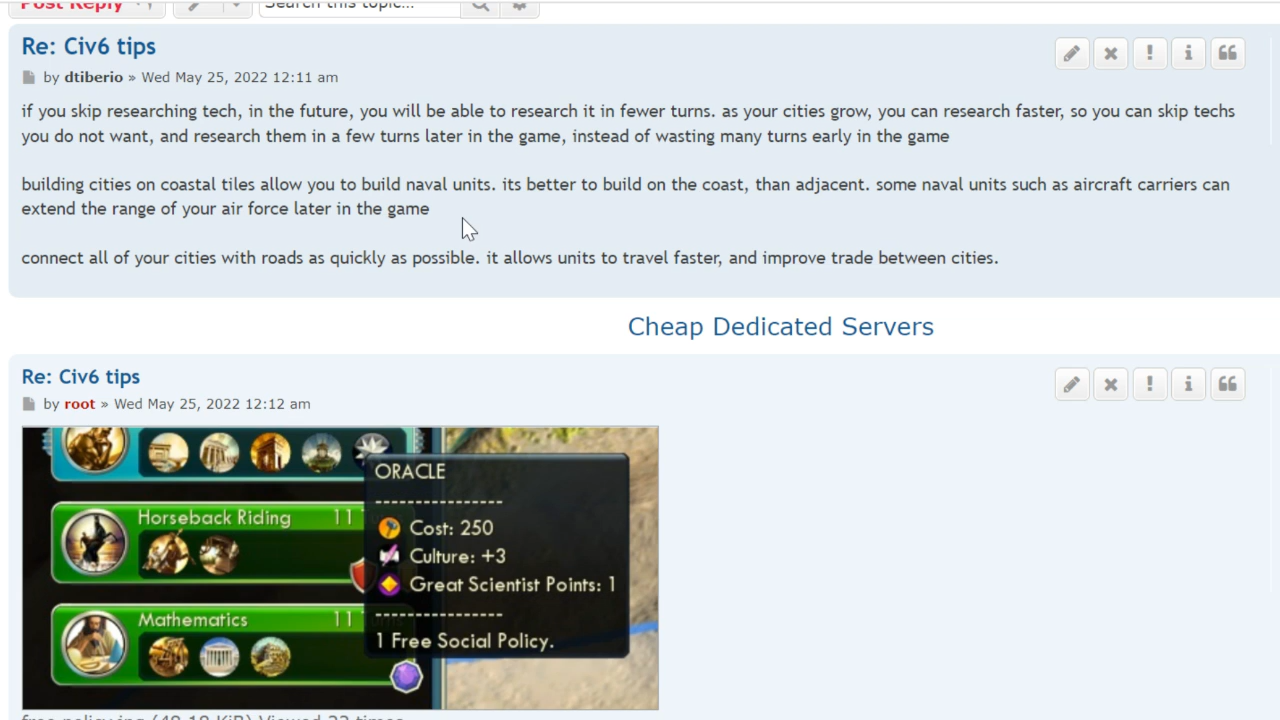 Post Reply
Search this topic...
Re: Civ6 tips
by dtiberio » Wed May 25, 2022 12:11 am
if you skip researching tech, in the future, you will be able to research it in fewer turns. as your cities grow, you can research faster, so you can skip techs
you do not want, and research them in a few turns later in the game, instead of wasting many turns early in the game
building cities on coastal tiles allow you to build naval units. its better to build on the coast, than adjacent. some naval units such as aircraft carriers can
extend the range of your air force later in the game
connect all of your cities with roads as quickly as possible. it allows units to travel faster, and improve trade between cities.
Cheap Dedicated Servers
Re: Civ6 tips
by root » Wed May 25, 2022 12:12 am
ORACLE
----------------
Horseback Riding 11
Cost: 250
Culture: +3
Great Scientist Points: 1
----------------
Mathematics 11
1 Free Social Policy.